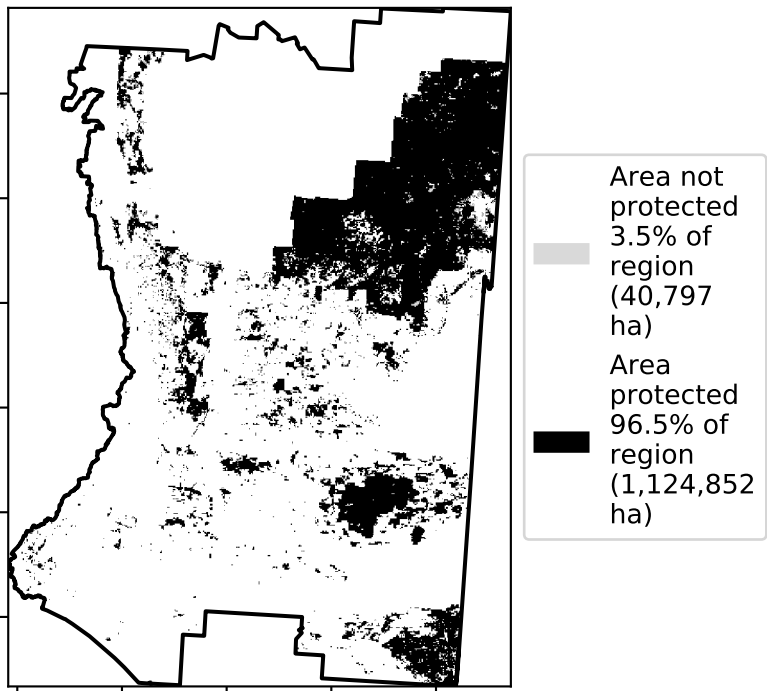 Area not
protected
3.5% of
region
(40,797
ha)
Area
protected
96.5% of
region
(1,124,852
ha)